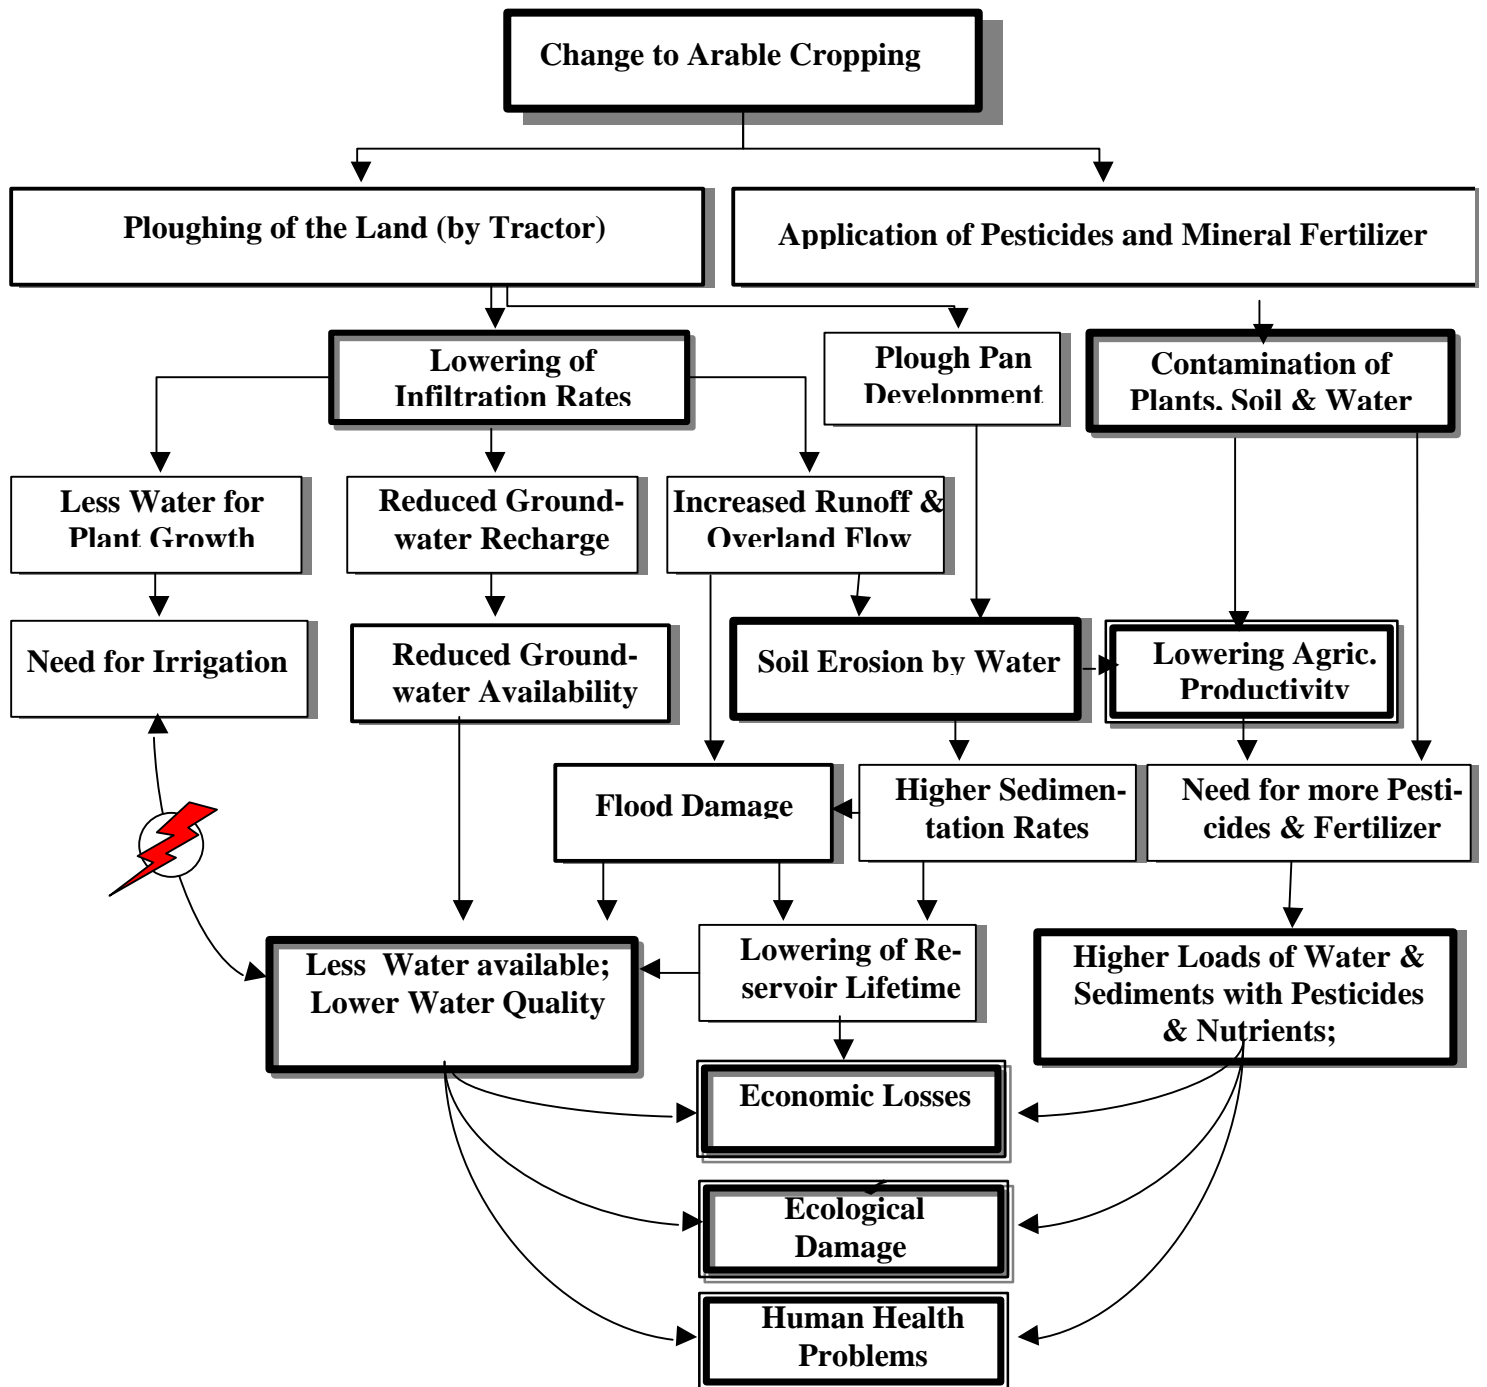 Change to Arable Cropping
Ploughing of the Land (by Tractor)
Application of Pesticides and Mineral Fertilizer
Lowering of
Infiltration Rates
Plough Pan
Development
Contamination of
Plants, Soil & Water
Less Water for
Plant Growth
Reduced Ground-
water Recharge
Increased Runoff &
Overland Flow
Need for Irrigation
Reduced Ground-
water Availability
Soil Erosion by Water
Lowering Agric.
Productivity
Flood Damage
Higher Sedimen-
tation Rates
Need for more Pesti-
cides & Fertilizer
Less Water available;
Lower Water Quality
Lowering of Re-
servoir Lifetime
Higher Loads of Water &
Sediments with Pesticides
& Nutrients;
Economic Losses
Ecological
Damage
Human Health
Problems